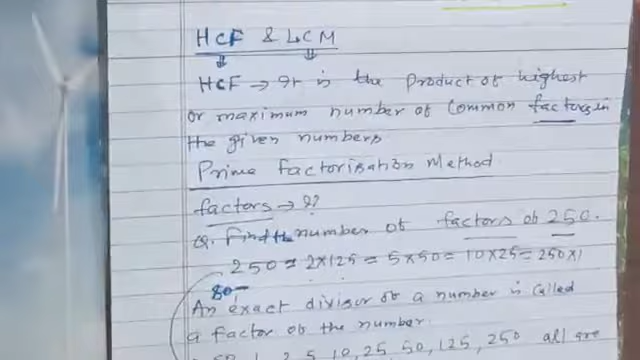 HCF & LCM
HCF → It is the product of highest
or maximum number of common factors in
the given numbers
Prime factorisation Method
factors → ??
Q. Find the number of factors of 250.
250 = 2×125 = 5×50 = 10×25 = 250×1
So
An exact divisor of a number is called
a factor of the number.
so 1, 2, 5, 10, 25, 50, 125, 250 all are